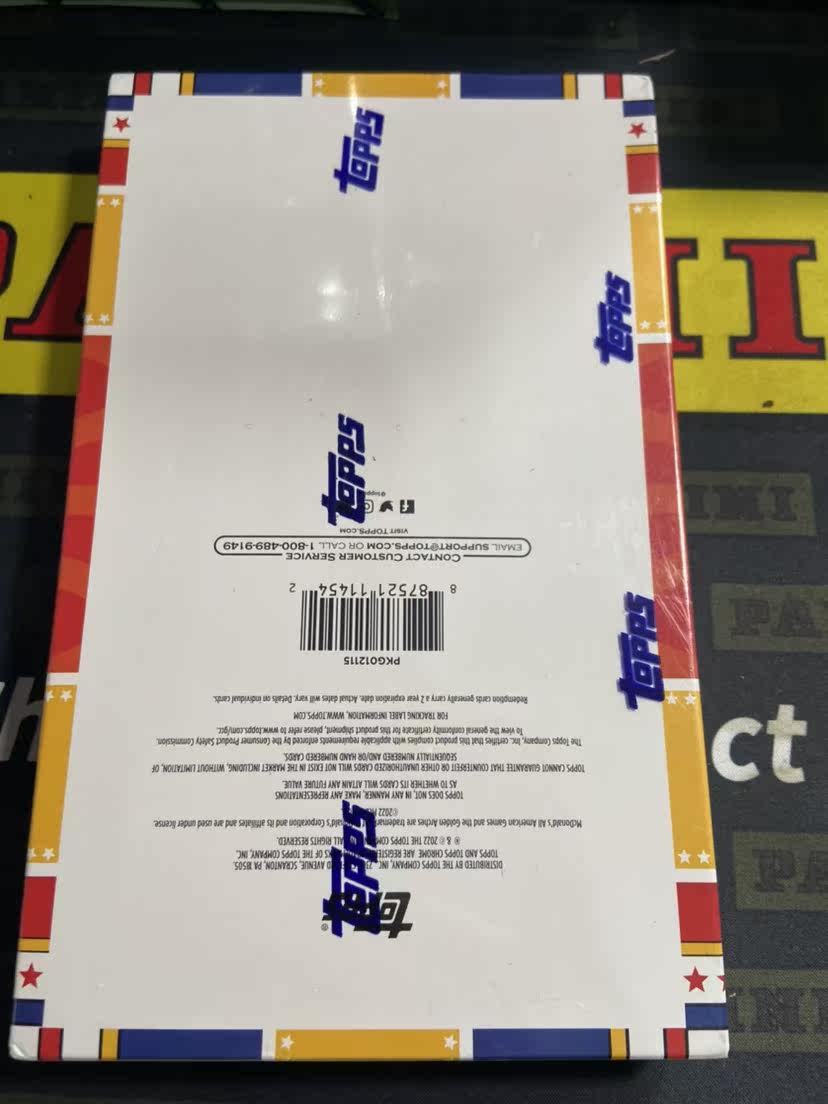 topps®
DISTRIBUTED BY THE TOPPS COMPANY, INC., AVENUE, SCRANTON, PA 18505.
TOPPS AND TOPPS CHROME ARE OF THE TOPPS COMPANY, INC.
® & © 2022 THE TOPPS ALL RIGHTS RESERVED.
McDonald's All American Games and the Golden Arches are Corporation and its affiliates and are used under license.
©2022
TOPPS DOES NOT, IN ANY MANNER, MAKE ANY REPRESENTATIONS
AS TO WHETHER ITS CARDS WILL ATTAIN ANY FUTURE VALUE.
TOPPS CANNOT GUARANTEE THAT COUNTERFEIT OR OTHER UNAUTHORIZED CARDS WILL NOT EXIST IN THE MARKET INCLUDING, WITHOUT LIMITATION, OF
SEQUENTIALLY NUMBERED AND/OR HAND NUMBERED CARDS.
The Topps Company, Inc. certifies that this product complies with applicable requirements enforced by the Consumer Product Safety Commission.
To view the general conformity certificate for this product shipment, please refer to www.topps.com/gcc.
FOR TRACKING LABEL INFORMATION, WWW.TOPPS.COM
Redemption cards generally carry a 2 year expiration date. Actual dates will vary. Details on individual cards.
PKG012115
8 87521 11454 2
CONTACT CUSTOMER SERVICE
EMAIL SUPPORT@TOPPS.COM OR CALL 1-800-489-9149
VISIT TOPPS.COM
topps
topps
topps
topps
topps
ct